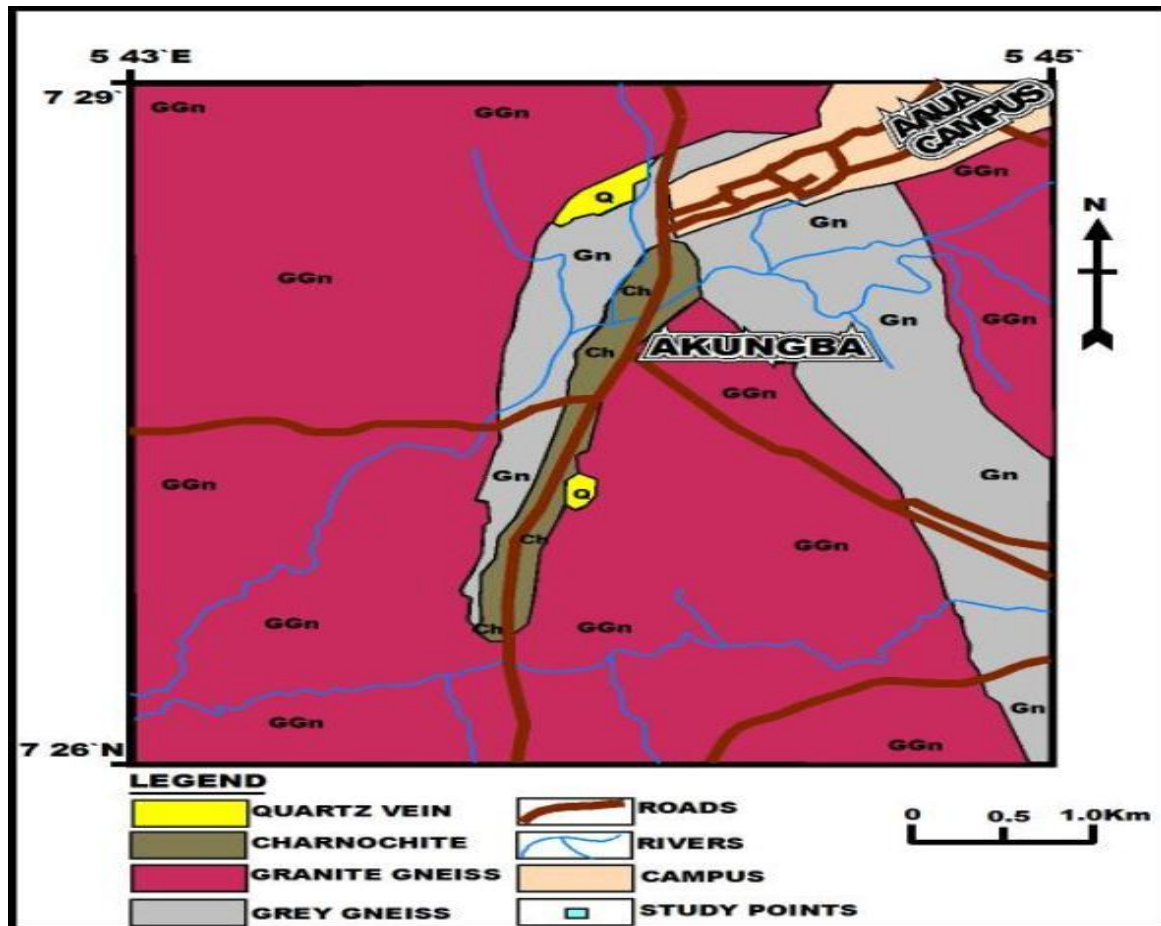 5 43`E
5 45`
7 29`
GGn
GGn
AAUA
CAMPUS
GGn
Q
N
Gn
Gn
GGn
Ch
Gn
GGn
AKUNGBA
Ch
GGn
Gn
Gn
GGn
Q
Ch
GGn
GGn
Ch
GGn
Gn
GGn
GGn
7 26`N
LEGEND
QUARTZ VEIN
ROADS
0 0.5 1.0Km
CHARNOCHITE
RIVERS
GRANITE GNEISS
CAMPUS
GREY GNEISS
STUDY POINTS